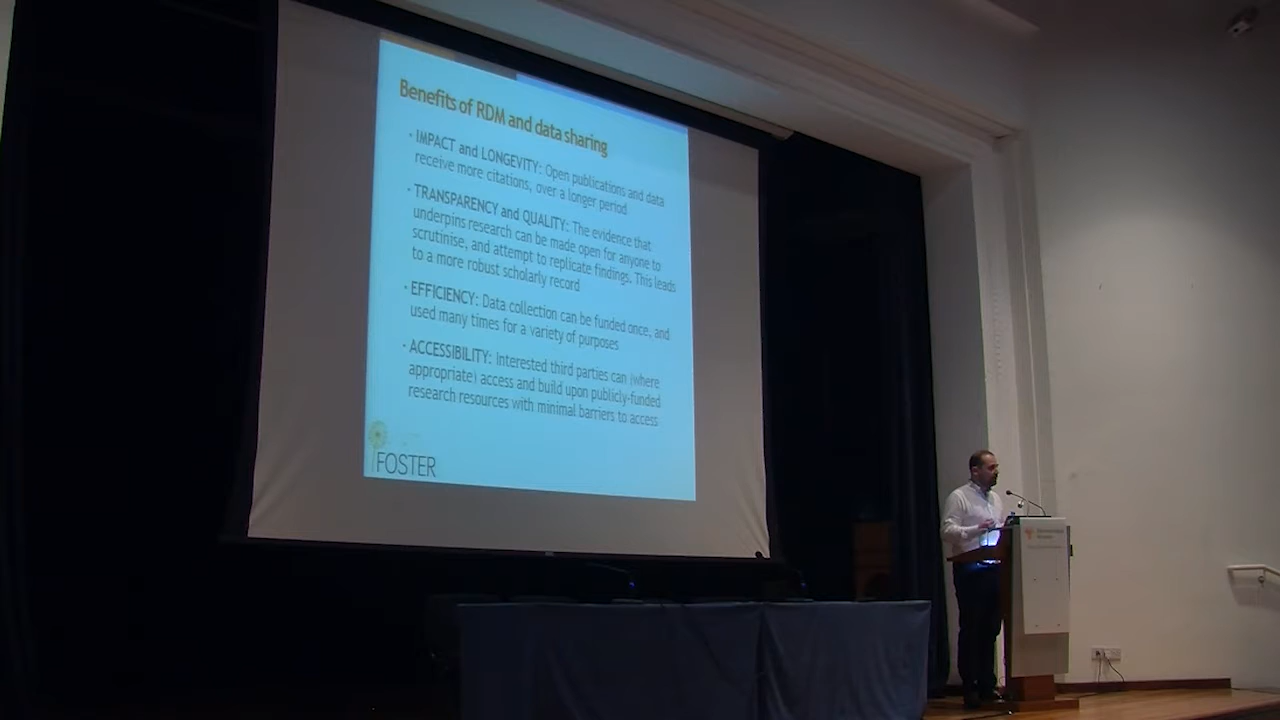 Benefits of RDM and data sharing
• IMPACT and LONGEVITY: Open publications and data
receive more citations, over a longer period
• TRANSPARENCY and QUALITY: The evidence that
underpins research can be made open for anyone to
scrutinise, and attempt to replicate findings. This leads
to a more robust scholarly record
• EFFICIENCY: Data collection can be funded once, and
used many times for a variety of purposes
• ACCESSIBILITY: Interested third parties can (where
appropriate) access and build upon publicly-funded
research resources with minimal barriers to access
FOSTER